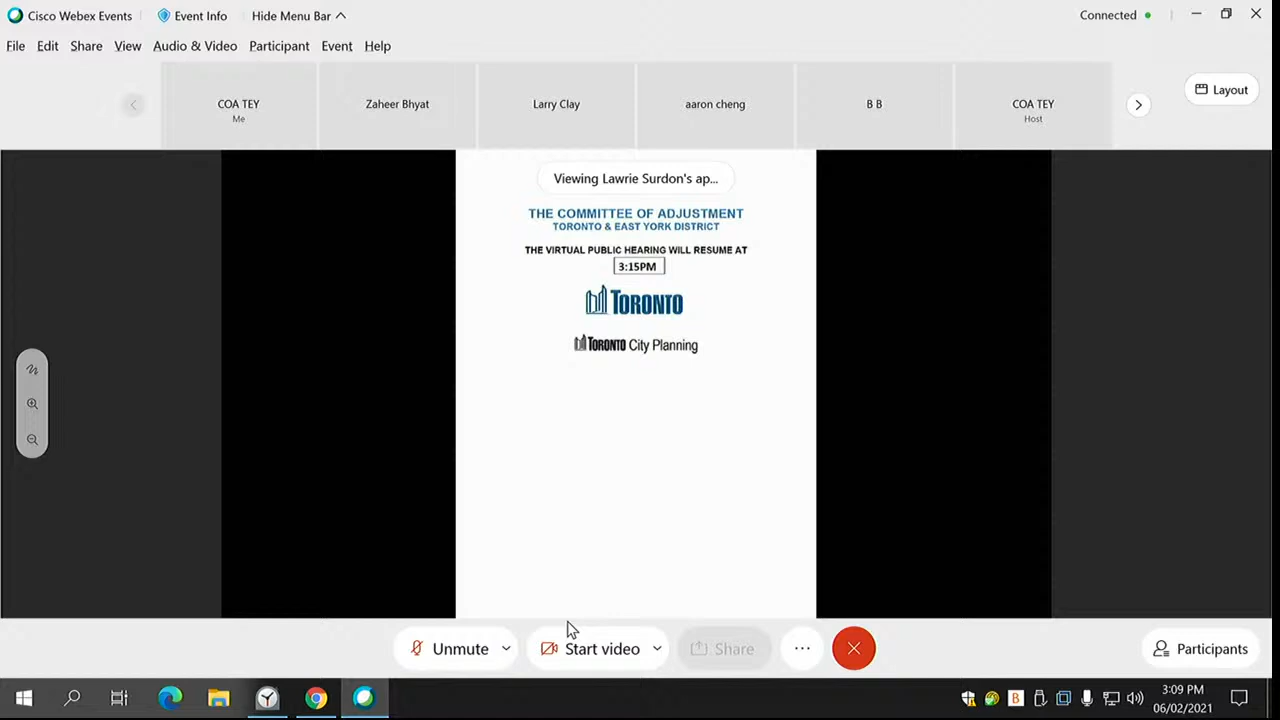 Cisco Webex Events
Event Info
Hide Menu Bar
Connected
File Edit Share View Audio & Video Participant Event Help
COA TEY
Me
Zaheer Bhyat
Larry Clay
aaron cheng
B B
COA TEY
Host
Layout
Viewing Lawrie Surdon's ap...
THE COMMITTEE OF ADJUSTMENT
TORONTO & EAST YORK DISTRICT
THE VIRTUAL PUBLIC HEARING WILL RESUME AT
3:15PM
TORONTO
TORONTO City Planning
Unmute
Start video
Share
Participants
3:09 PM
06/02/2021